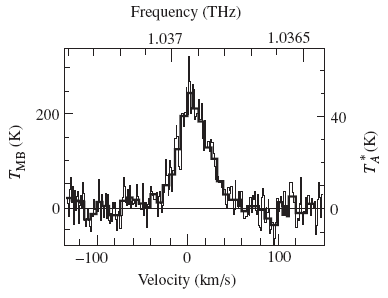 Frequency (THz)
1.037 1.0365
200 40
0 0
T_MB (K)
T_A^* (K)
−100 0 100
Velocity (km/s)